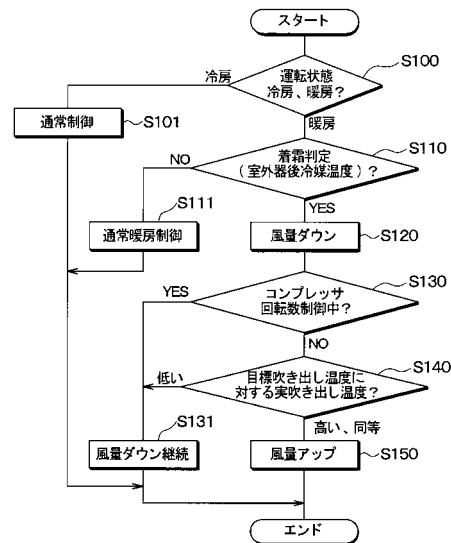 スタート
運転状態
冷房、暖房？
S100
冷房
暖房
通常制御
S101
着霜判定
（室外器後冷媒温度）？
S110
NO
YES
通常暖房制御
S111
風量ダウン
S120
コンプレッサ
回転数制御中？
S130
YES
NO
目標吹き出し温度に
対する実吹き出し温度？
S140
低い
高い、同等
風量ダウン継続
S131
風量アップ
S150
エンド